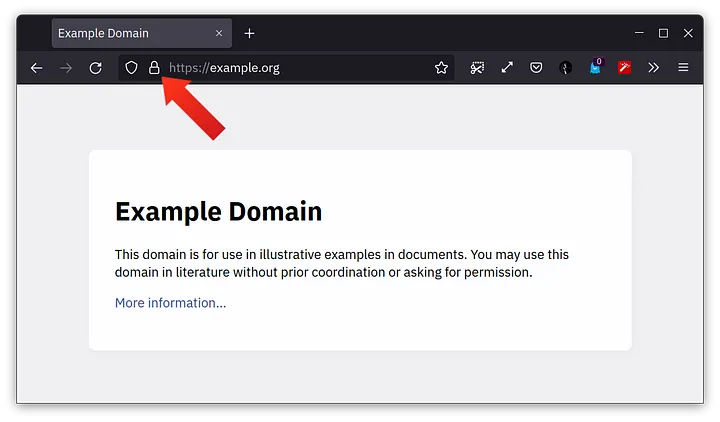 Example Domain
https://example.org
0
Example Domain
This domain is for use in illustrative examples in documents. You may use this
domain in literature without prior coordination or asking for permission.
More information...